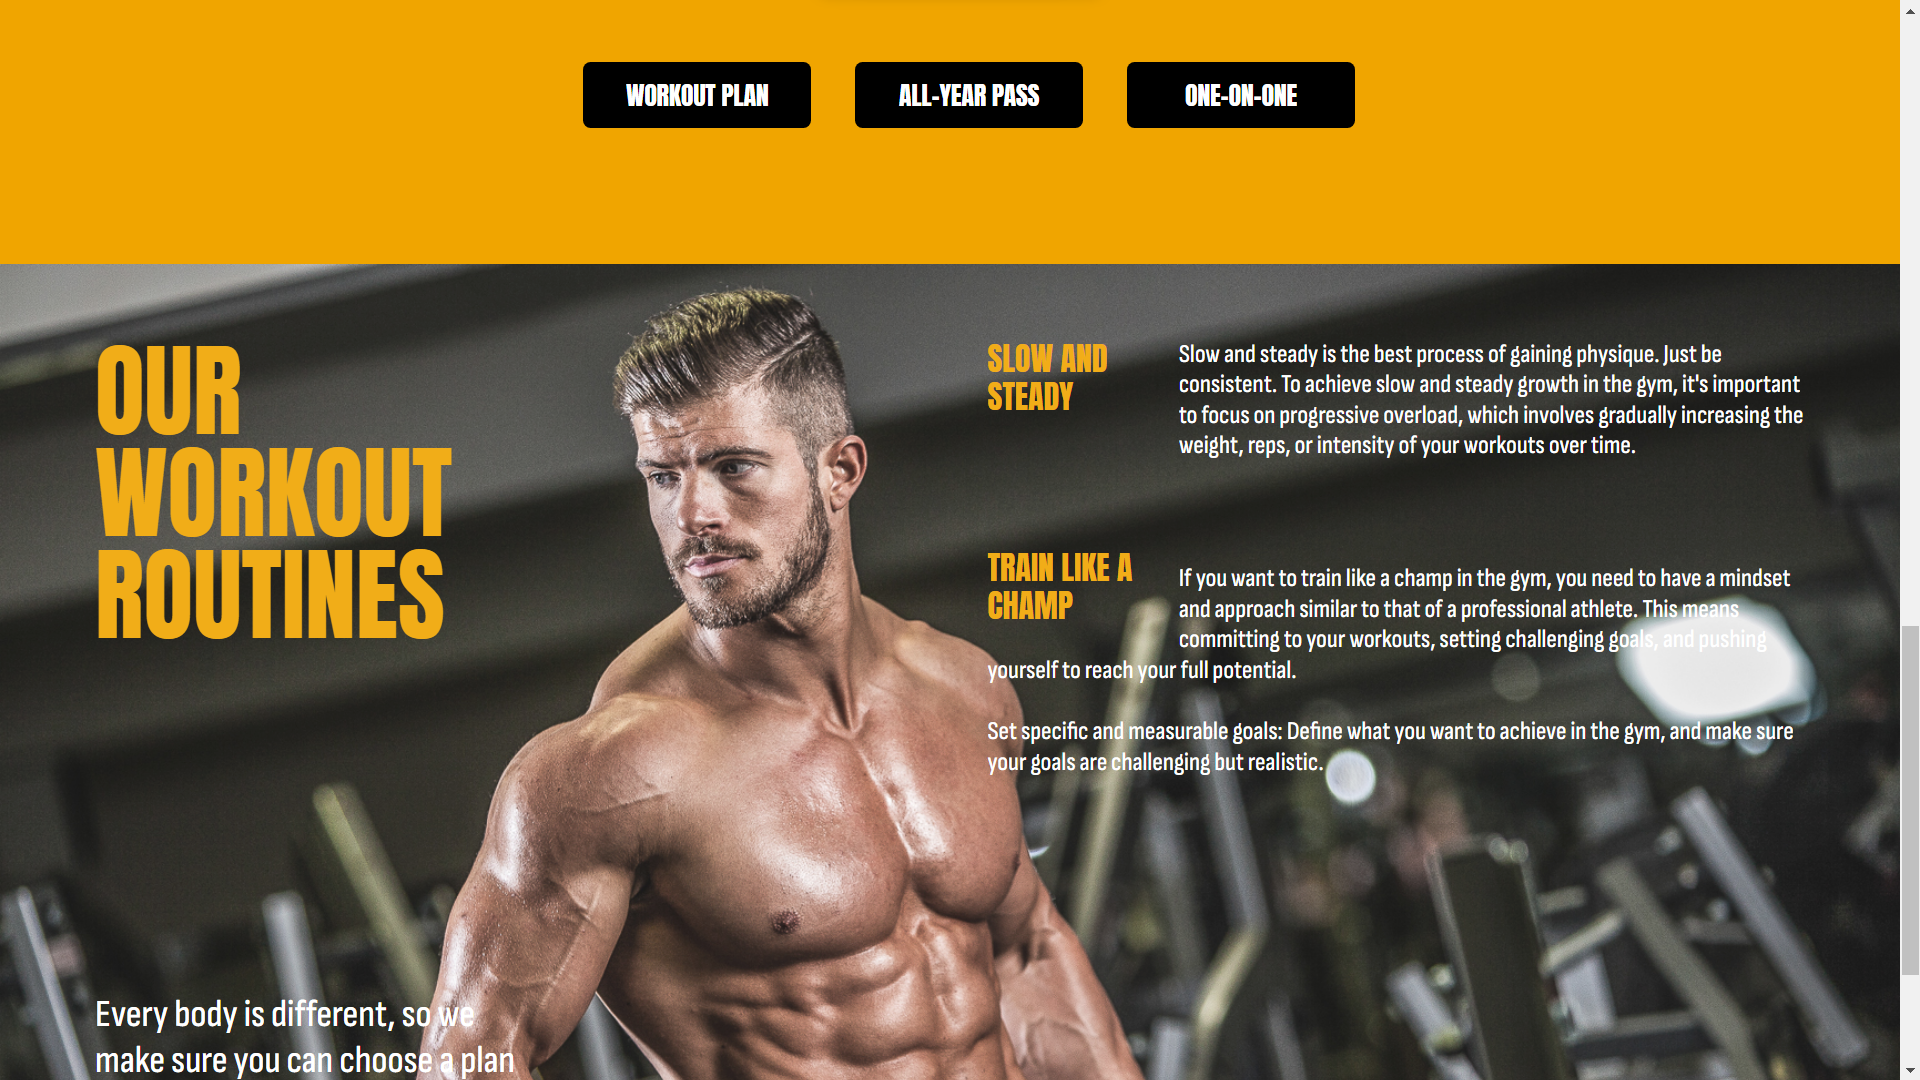 WORKOUT PLAN
ALL-YEAR PASS
ONE-ON-ONE
OUR
WORKOUT
ROUTINES
SLOW AND
STEADY
Slow and steady is the best process of gaining physique. Just be
consistent. To achieve slow and steady growth in the gym, it's important
to focus on progressive overload, which involves gradually increasing the
weight, reps, or intensity of your workouts over time.
TRAIN LIKE A
CHAMP
If you want to train like a champ in the gym, you need to have a mindset
and approach similar to that of a professional athlete. This means
committing to your workouts, setting challenging goals, and pushing
yourself to reach your full potential.
Set specific and measurable goals: Define what you want to achieve in the gym, and make sure
your goals are challenging but realistic.
Every body is different, so we
make sure you can choose a plan